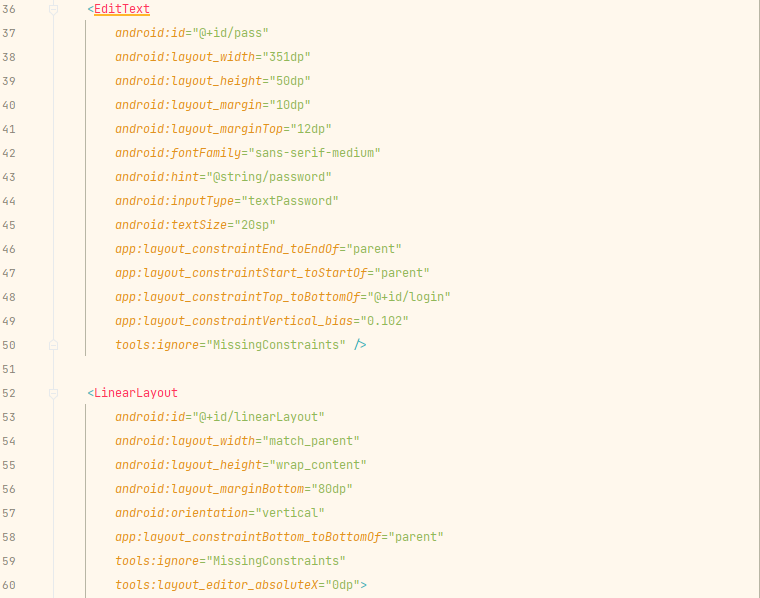 36 <EditText
37 android:id="@+id/pass"
38 android:layout_width="351dp"
39 android:layout_height="50dp"
40 android:layout_margin="10dp"
41 android:layout_marginTop="12dp"
42 android:fontFamily="sans-serif-medium"
43 android:hint="@string/password"
44 android:inputType="textPassword"
45 android:textSize="20sp"
46 app:layout_constraintEnd_toEndOf="parent"
47 app:layout_constraintStart_toStartOf="parent"
48 app:layout_constraintTop_toBottomOf="@+id/login"
49 app:layout_constraintVertical_bias="0.102"
50 tools:ignore="MissingConstraints" />
51
52 <LinearLayout
53 android:id="@+id/linearLayout"
54 android:layout_width="match_parent"
55 android:layout_height="wrap_content"
56 android:layout_marginBottom="80dp"
57 android:orientation="vertical"
58 app:layout_constraintBottom_toBottomOf="parent"
59 tools:ignore="MissingConstraints"
60 tools:layout_editor_absoluteX="0dp">